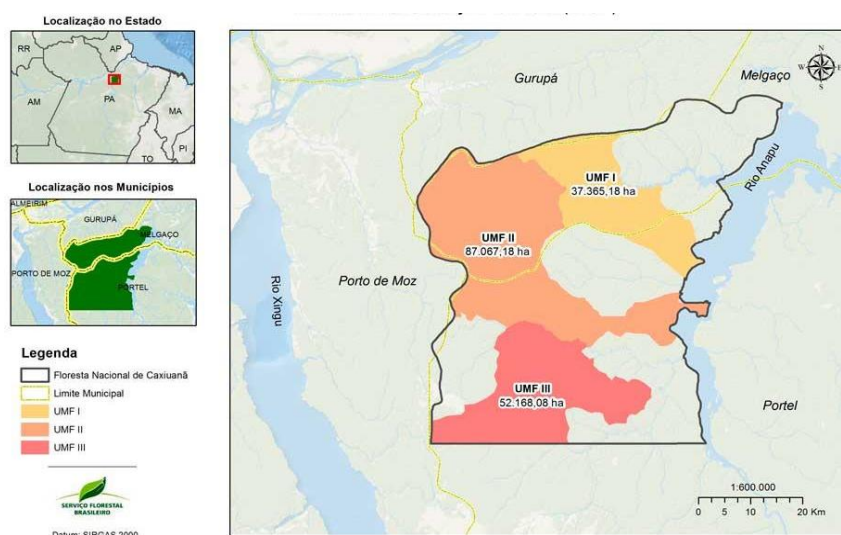 Localização no Estado
RR
AP
AM
PA
MA
TO
PI
Localização nos Municípios
ALMEIRIM
GURUPÁ
MELGAÇO
PORTO DE MOZ
PORTEL
Legenda
Floresta Nacional de Caxiuanã
Limite Municipal
UMF I
UMF II
UMF III
SERVIÇO FLORESTAL
BRASILEIRO
Datum: SIRGAS 2000
Gurupá
Melgaço
N
W
E
S
Rio Anapu
UMF I
37.365,18 ha
UMF II
87.067,18 ha
Porto de Moz
Rio Xingu
UMF III
52.168,08 ha
Portel
1:600.000
0 5 10 20 Km